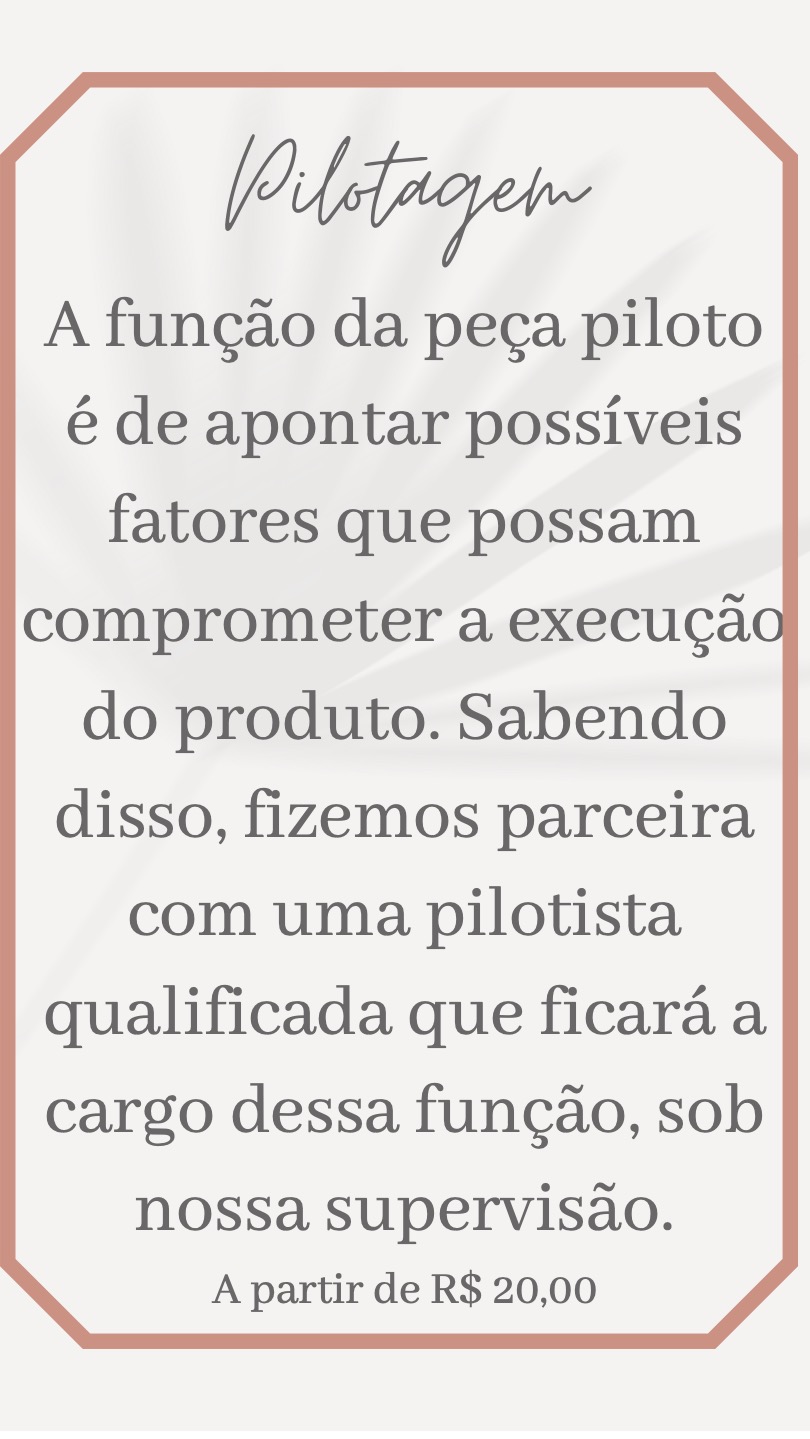 Pilotagem
A função da peça piloto
é de apontar possíveis
fatores que possam
comprometer a execução
do produto. Sabendo
disso, fizemos parceira
com uma pilotista
qualificada que ficará a
cargo dessa função, sob
nossa supervisão.
A partir de R$ 20,00